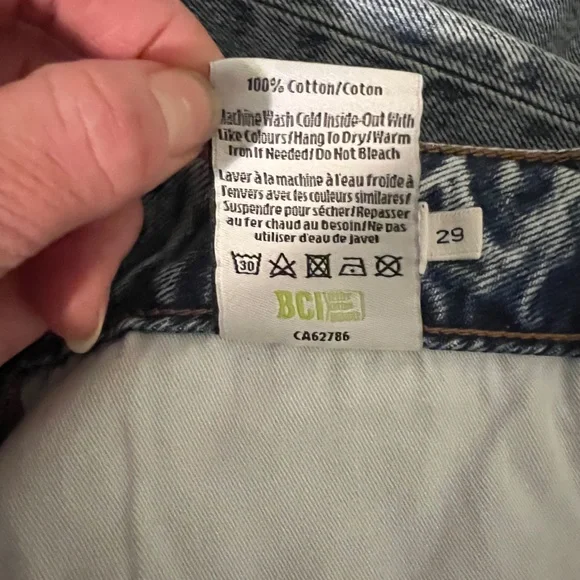 100% Cotton/Coton
Machine Wash Cold Inside-Out With
Like Colours/Hang To Dry/Warm
Iron If Needed/Do Not Bleach
Laver à la machine à l'eau froide à
l'envers avec les couleurs similares/
Suspendre pour sécher/Repasser
au fer chaud au besoin/Ne pas
utiliser d'eau de javel
30
BCI
CA62786
29